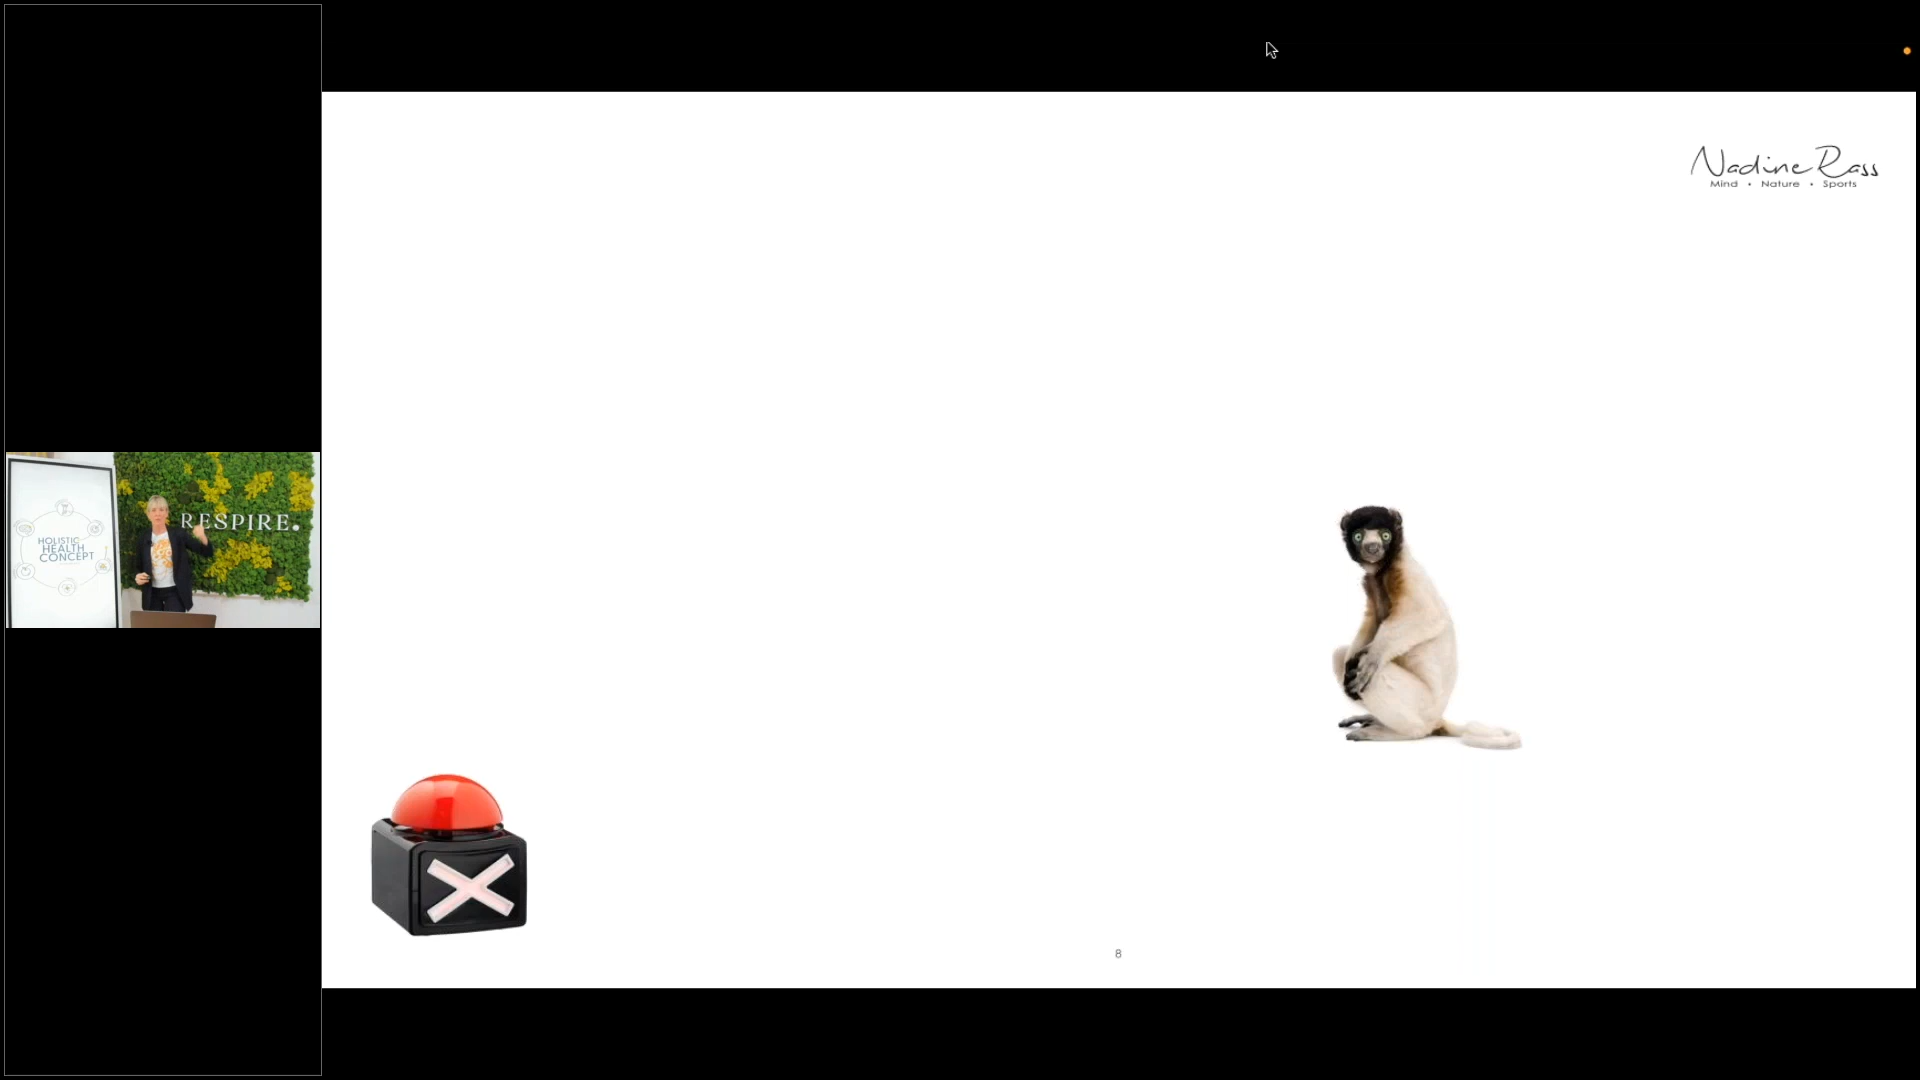 Nadine Rass
Mind • Nature • Sports
HOLISTIC
HEALTH
CONCEPT
RESPIRE.
8